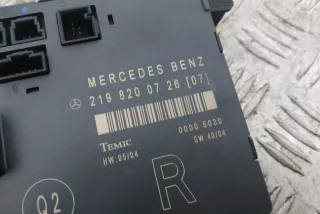 MERCEDES BENZ
219 820 07 26 [07]
TEMIC
0000 5030
HW:05/04
SW:40/04
Q2
R